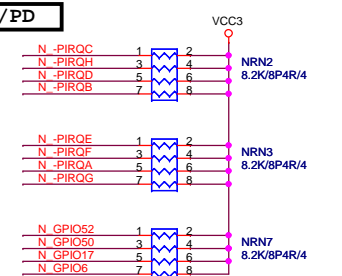 /PD
VCC3
N_-PIRQC 1 2
N_-PIRQH 3 4 NRN2
N_-PIRQD 5 6 8.2K/8P4R/4
N_-PIRQB 7 8
N_-PIRQE 1 2
N_-PIRQF 3 4 NRN3
N_-PIRQA 5 6 8.2K/8P4R/4
N_-PIRQG 7 8
N_GPIO52 1 2
N_GPIO50 3 4 NRN7
N_GPIO17 5 6 8.2K/8P4R/4
N_GPIO6 7 8